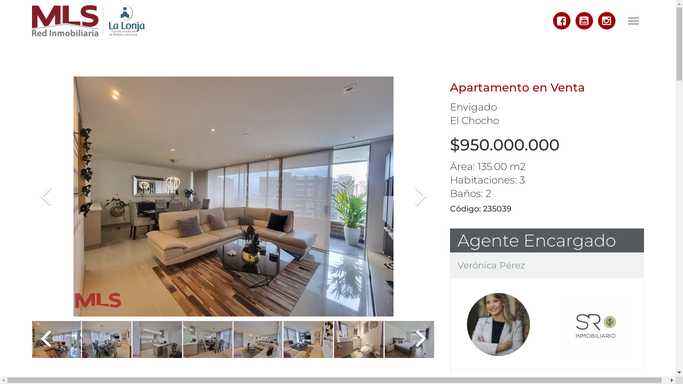 MLS
Red Inmobiliaria
La Lonja
Apartamento en Venta
Envigado
El Chocho
$950.000.000
Área: 135.00 m2
Habitaciones: 3
Baños: 2
Código: 235039
Agente Encargado
Verónica Pérez
MLS
SR
INMOBILIARIO